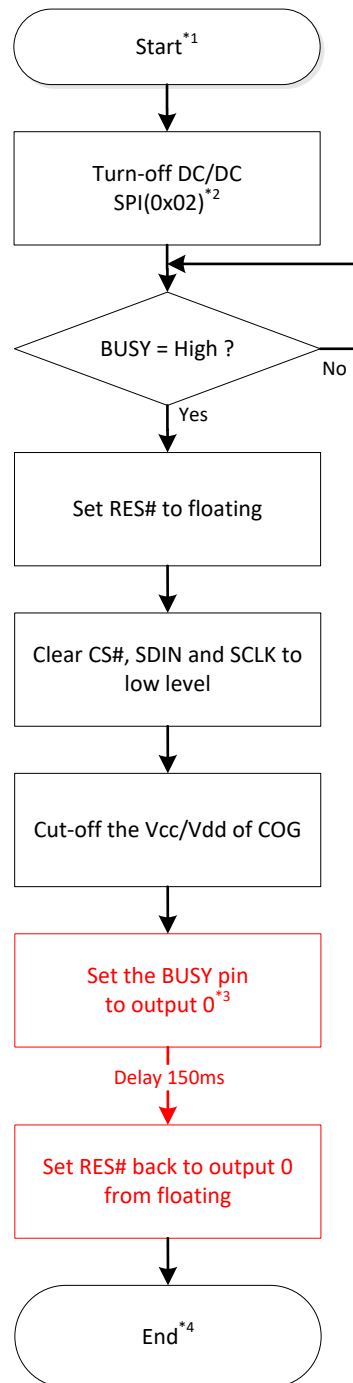 Start*1
Turn-off DC/DC
SPI(0x02)*2
BUSY = High ?
No
Yes
Set RES# to floating
Clear CS#, SDIN and SCLK to
low level
Cut-off the Vcc/Vdd of COG
Set the BUSY pin
to output 0*3
Delay 150ms
Set RES# back to output 0
from floating
End*4